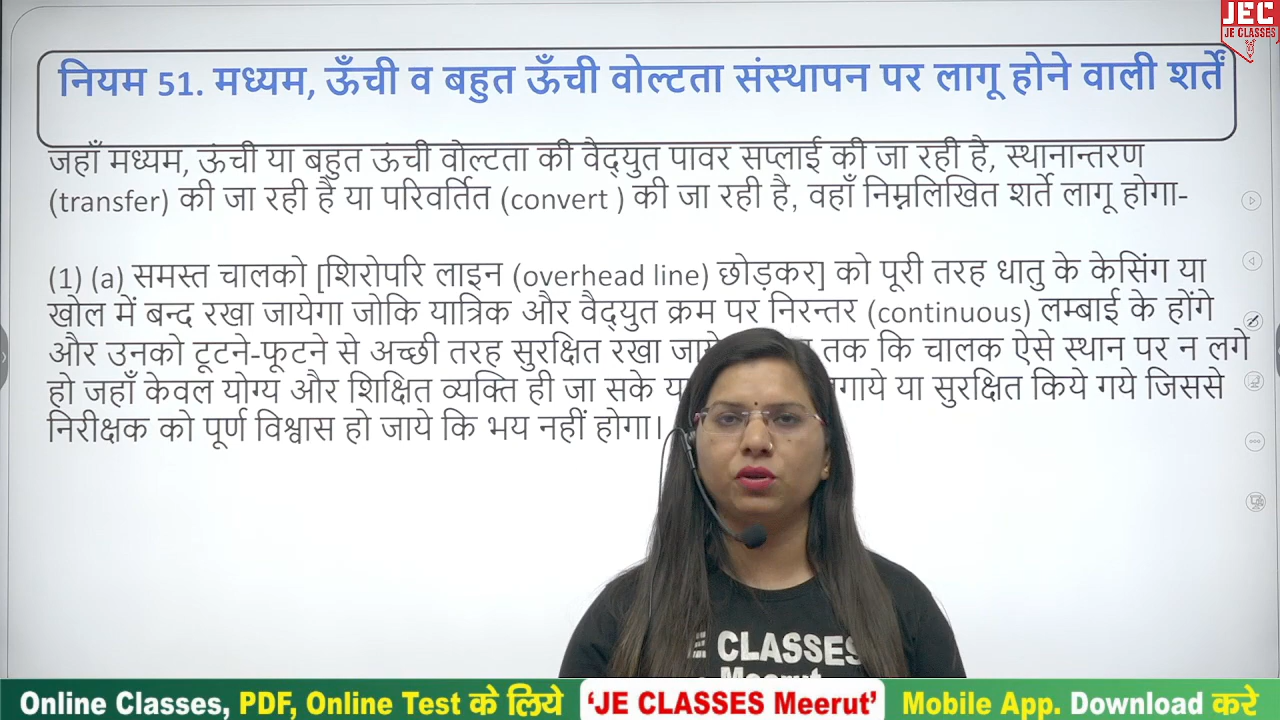 JEC
JE CLASSES
नियम 51. मध्यम, ऊँची व बहुत ऊँची वोल्टता संस्थापन पर लागू होने वाली शर्तें
जहाँ मध्यम, ऊंची या बहुत ऊंची वोल्टता की वैद्युत पावर सप्लाई की जा रही है, स्थानान्तरण
(transfer) की जा रही है या परिवर्तित (convert ) की जा रही है, वहाँ निम्नलिखित शर्ते लागू होगा-
(1) (a) समस्त चालको [शिरोपरि लाइन (overhead line) छोड़कर] को पूरी तरह धातु के केसिंग या
खोल में बन्द रखा जायेगा जोकि यात्रिक और वैद्युत क्रम पर निरन्तर (continuous) लम्बाई के होंगे
और उनको टूटने-फूटने से अच्छी तरह सुरक्षित रखा जाये तक कि चालक ऐसे स्थान पर न लगे
हो जहाँ केवल योग्य और शिक्षित व्यक्ति ही जा सके या गाये या सुरक्षित किये गये जिससे
निरीक्षक को पूर्ण विश्वास हो जाये कि भय नहीं होगा।
E CLASSES
Meerut
Online Classes, PDF, Online Test के लिये 'JE CLASSES Meerut' Mobile App. Download करे